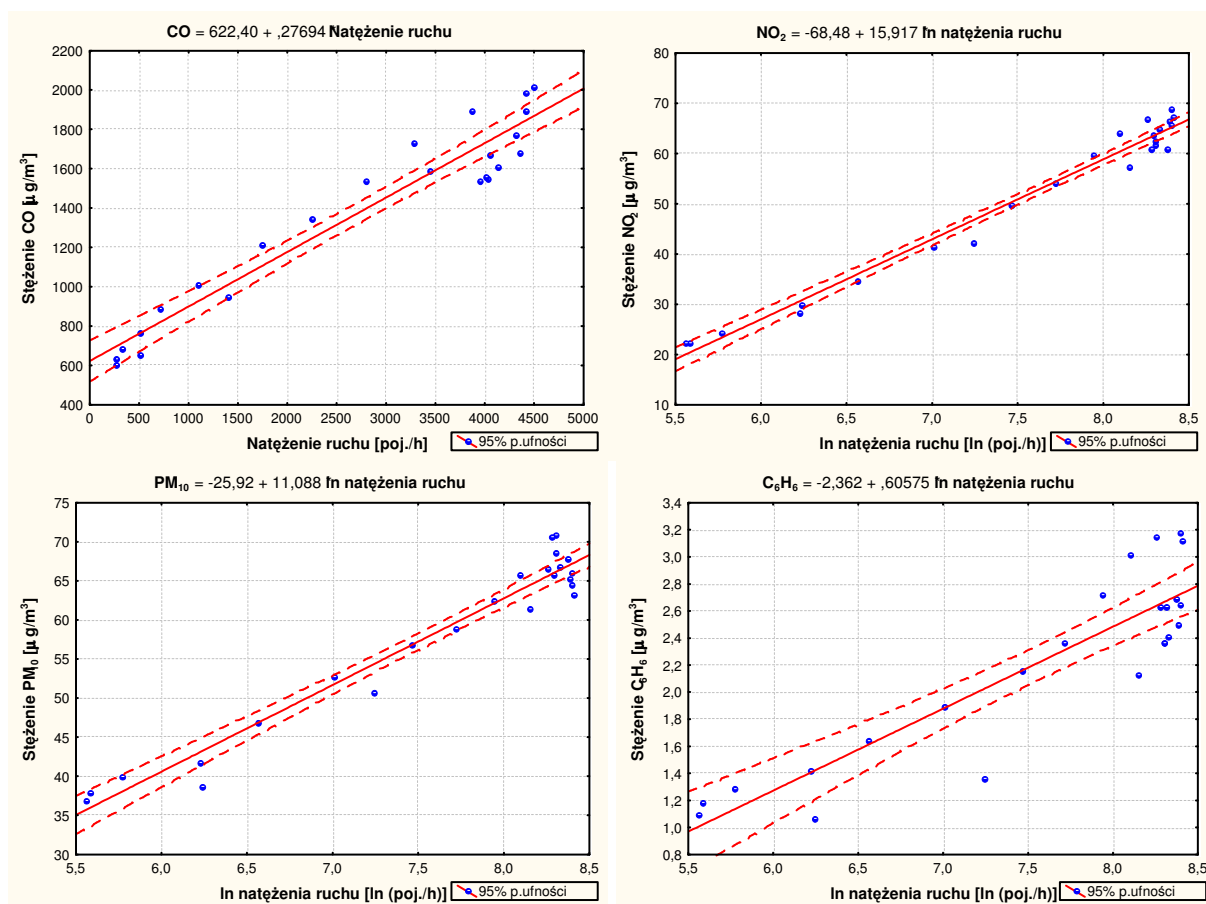 CO = 622,40 + ,27694 Natężenie ruchu
Stężenie CO [µ g/m³]
2200
2000
1800
1600
1400
1200
1000
800
600
400
0 500 1000 1500 2000 2500 3000 3500 4000 4500 5000
Natężenie ruchu [poj./h]
95% p.ufności
NO₂ = -68,48 + 15,917 ln natężenia ruchu
Stężenie NO₂ [µ g/m³]
80
70
60
50
40
30
20
10
5,5 6,0 6,5 7,0 7,5 8,0 8,5
ln natężenia ruchu [ln (poj./h)]
95% p.ufności
PM₁₀ = -25,92 + 11,088 ln natężenia ruchu
Stężenie PM₁₀ [µ g/m³]
75
70
65
60
55
50
45
40
35
30
5,5 6,0 6,5 7,0 7,5 8,0 8,5
ln natężenia ruchu [ln (poj./h)]
95% p.ufności
C₆H₆ = -2,362 + ,60575 ln natężenia ruchu
Stężenie C₆H₆ [µ g/m³]
3,4
3,2
2,8
2,6
2,4
2,2
1,8
1,6
1,4
1,2
1,0
0,8
5,5 6,0 6,5 7,0 7,5 8,0 8,5
ln natężenia ruchu [ln (poj./h)]
95% p.ufności